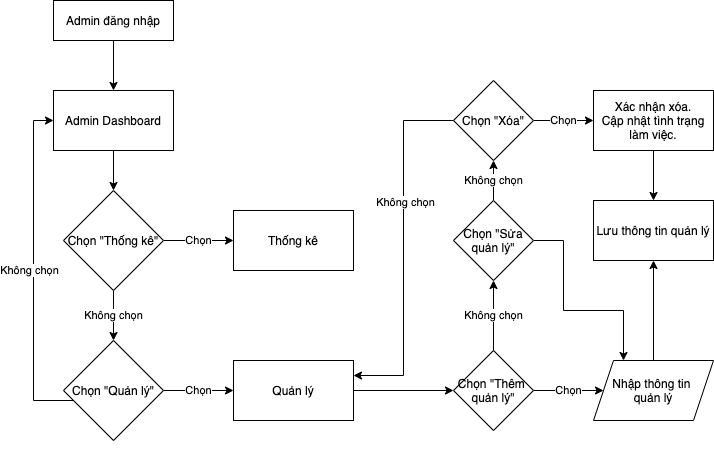 Admin đăng nhập
Admin Dashboard
Chọn "Thống kê"
Chọn
Thống kê
Không chọn
Không chọn
Chọn "Quản lý"
Chọn
Quản lý
Chọn "Thêm
quản lý"
Chọn
Nhập thông tin
quản lý
Không chọn
Chọn "Sửa
quản lý"
Không chọn
Không chọn
Chọn "Xóa"
Chọn
Xác nhận xóa.
Cập nhật tình trạng
làm việc.
Lưu thông tin quản lý